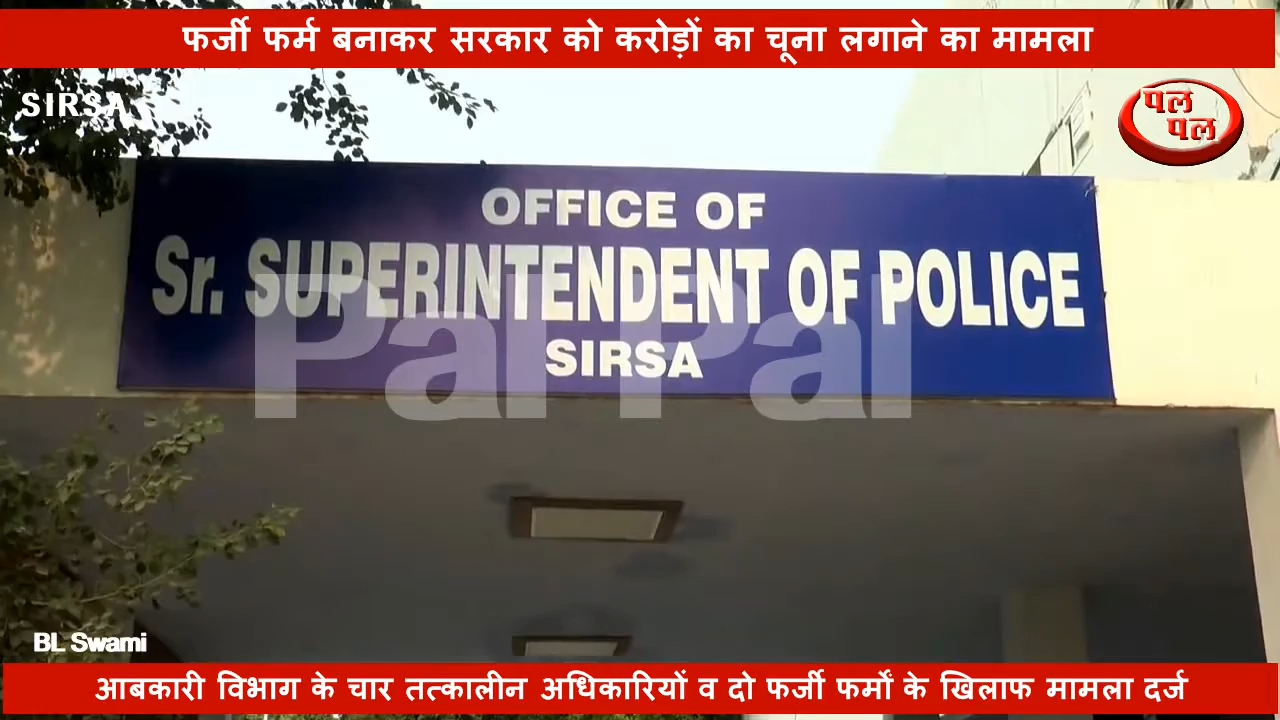 फर्जी फर्म बनाकर सरकार को करोड़ों का चूना लगाने का मामला
SIRSA
पल
पल
OFFICE OF
Sr. SUPERINTENDENT OF POLICE
Pal Pal
SIRSA
BL Swami
आबकारी विभाग के चार तत्कालीन अधिकारियों व दो फर्जी फर्मों के खिलाफ मामला दर्ज